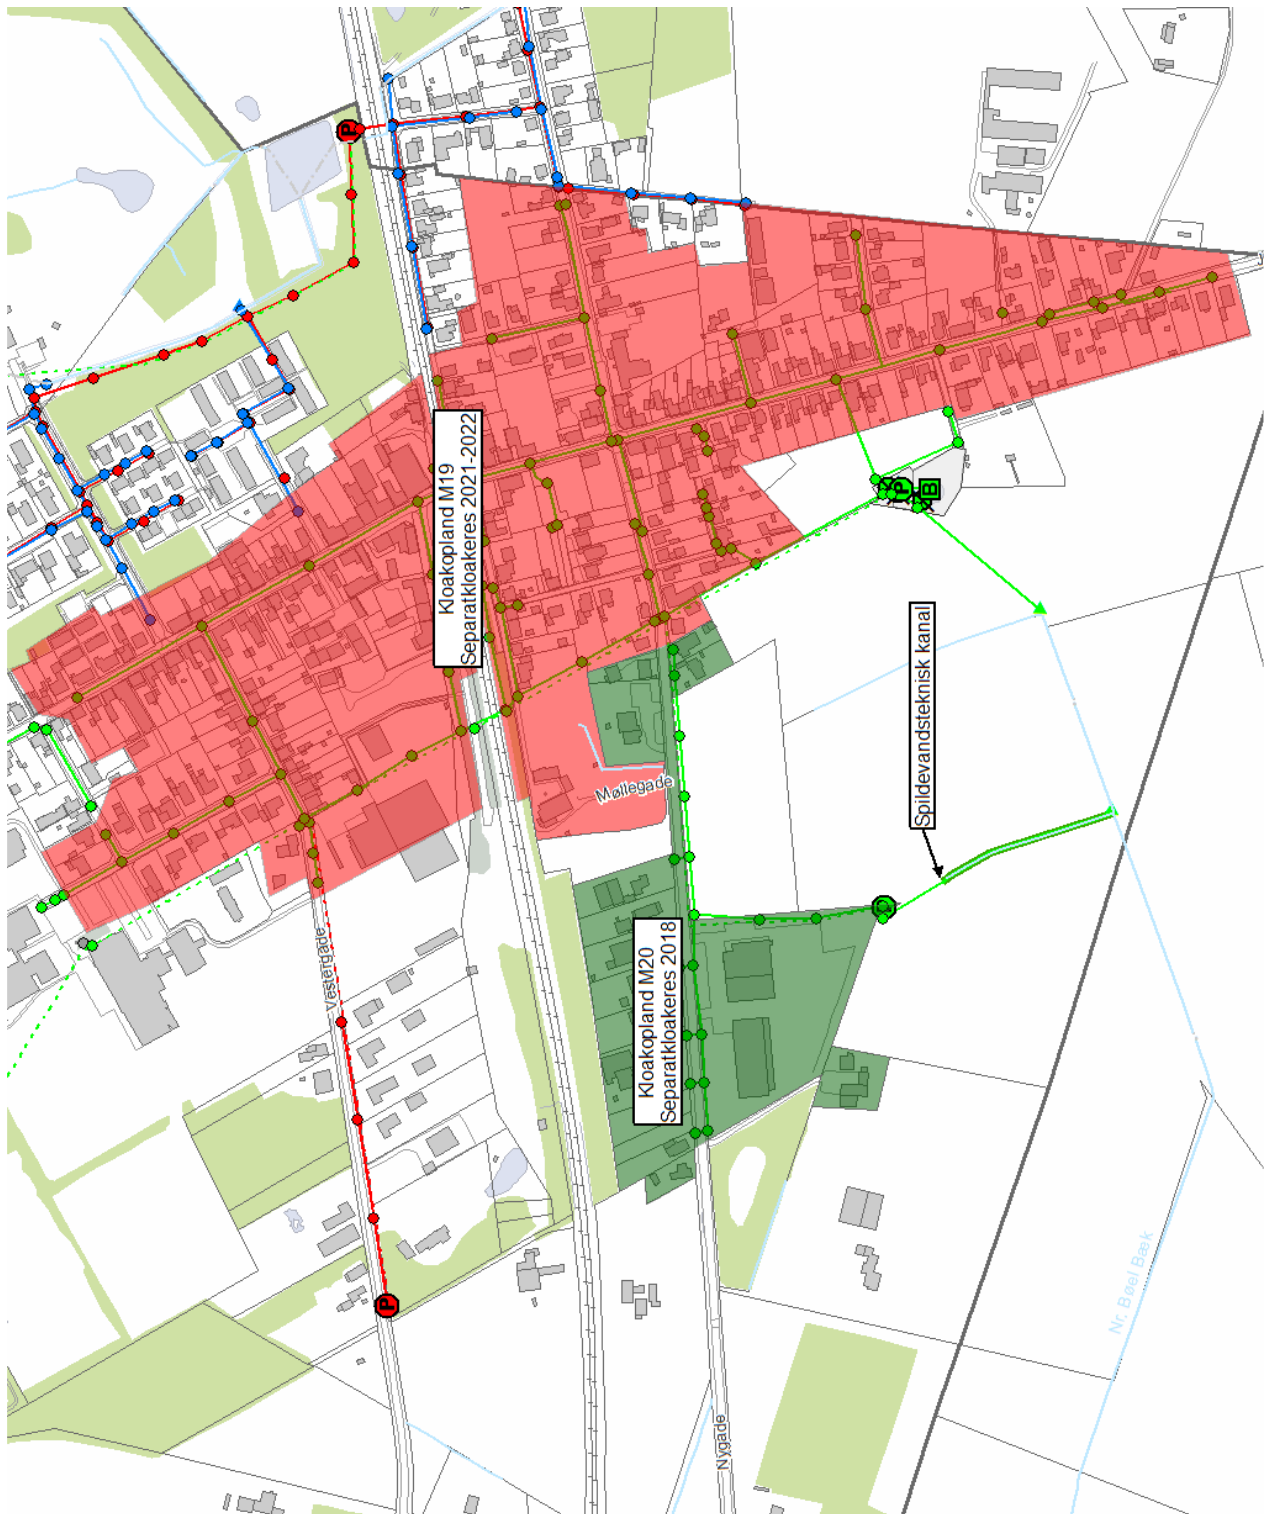 P
Kloakopland M19
Separatkloakeres 2021-2022
P
B
Spildevandsteknisk kanal
Møllegade
Kloakopland M20
Separatkloakeres 2018
Vestergade
Nr. Bøel Bæk
P
Nygade